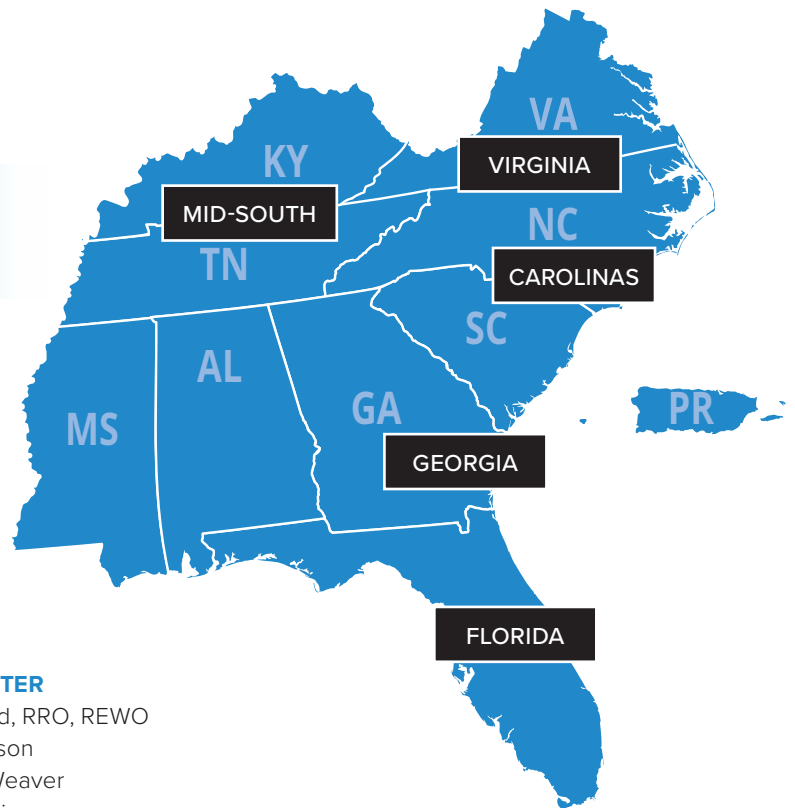 VA
KY
VIRGINIA
MID-SOUTH
NC
TN
CAROLINAS
SC
AL
GA
PR
MS
GEORGIA
FLORIDA
TER
d, RRO, REWO
son
Weaver